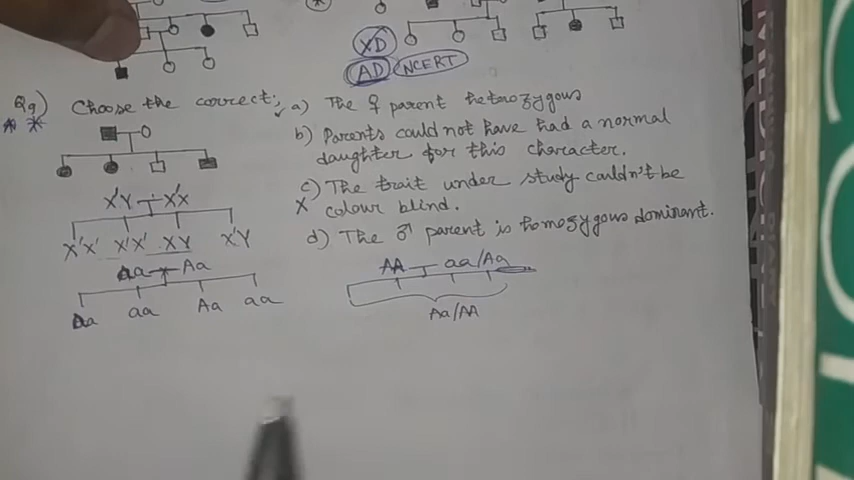 XD
AD NCERT
Q9) Choose the correct; a) The ♀ parent heterozygous
b) Parents could not have had a normal
daughter for this character.
c) The trait under study couldn't be
X colour blind.
d) The ♂ parent is homozygous dominant.
X'Y X'X
X'X' X'X' XY X'Y
aa Aa
aa aa Aa aa
AA aa/Aa
Aa/AA